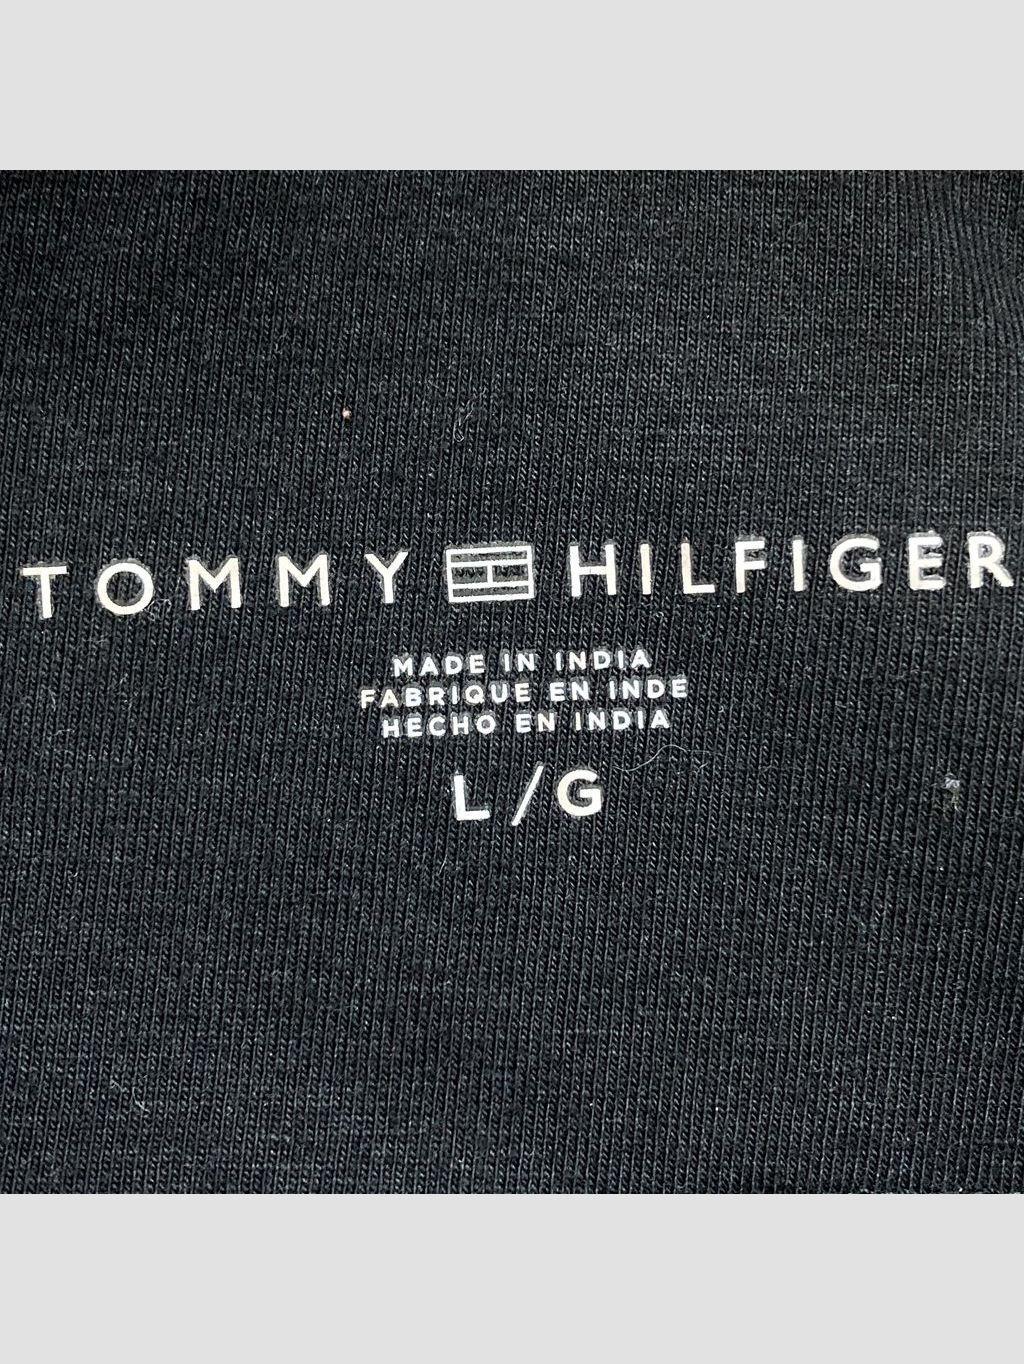 TOMMY HILFIGER
MADE IN INDIA
FABRIQUE EN INDE
HECHO EN INDIA
L/G